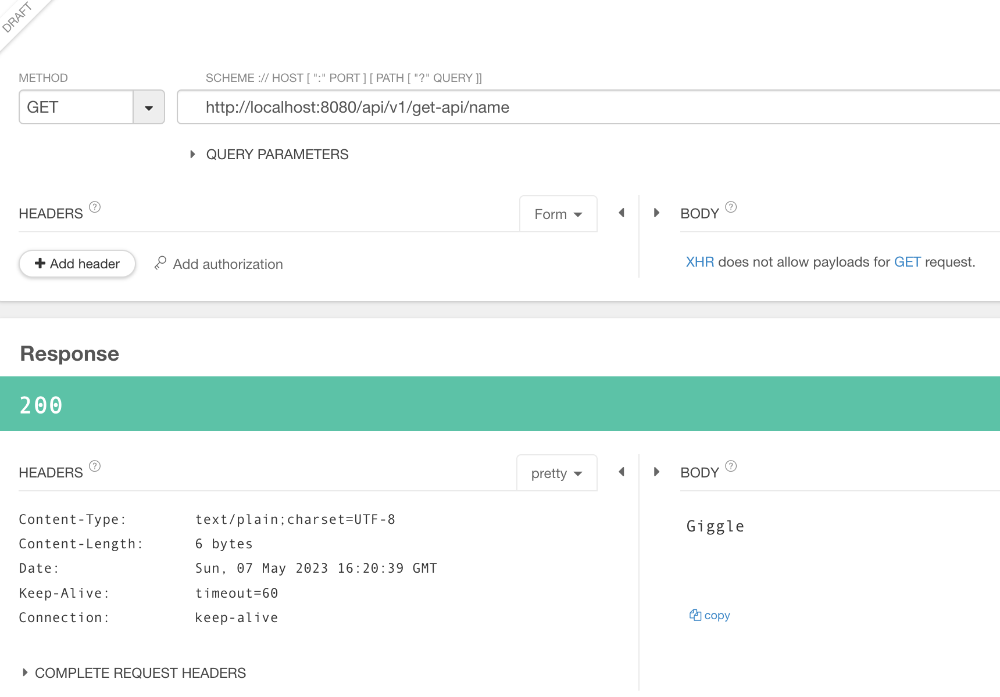 DRAFT
METHOD
SCHEME :// HOST [ ":" PORT ] [ PATH [ "?" QUERY ]]
GET
http://localhost:8080/api/v1/get-api/name
QUERY PARAMETERS
HEADERS ?
Form
BODY ?
Add header
Add authorization
XHR does not allow payloads for GET request.
Response
200
HEADERS ?
pretty
BODY ?
Content-Type: text/plain;charset=UTF-8
Content-Length: 6 bytes
Date: Sun, 07 May 2023 16:20:39 GMT
Keep-Alive: timeout=60
Connection: keep-alive
Giggle
copy
COMPLETE REQUEST HEADERS